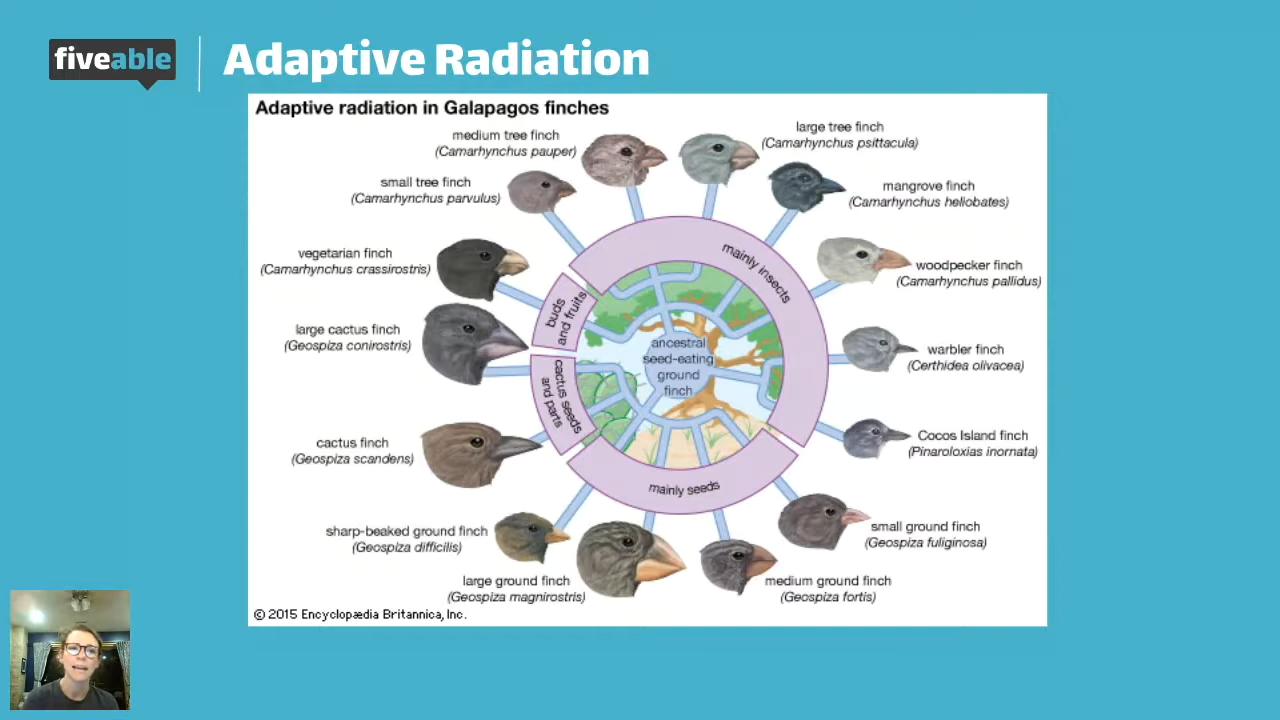 fiveable
Adaptive Radiation
Adaptive radiation in Galapagos finches
medium tree finch
(Camarhynchus pauper)
large tree finch
(Camarhynchus psittacula)
small tree finch
(Camarhynchus parvulus)
mangrove finch
(Camarhynchus heliobates)
vegetarian finch
(Camarhynchus crassirostris)
woodpecker finch
(Camarhynchus pallidus)
large cactus finch
(Geospiza conirostris)
warbler finch
(Certhidea olivacea)
cactus finch
(Geospiza scandens)
Cocos Island finch
(Pinaroloxias inornata)
sharp-beaked ground finch
(Geospiza difficilis)
small ground finch
(Geospiza fuliginosa)
large ground finch
(Geospiza magnirostris)
medium ground finch
(Geospiza fortis)
mainly insects
buds
and fruits
cactus seeds
and parts
mainly seeds
ancestral
seed-eating
ground
finch
© 2015 Encyclopædia Britannica, Inc.